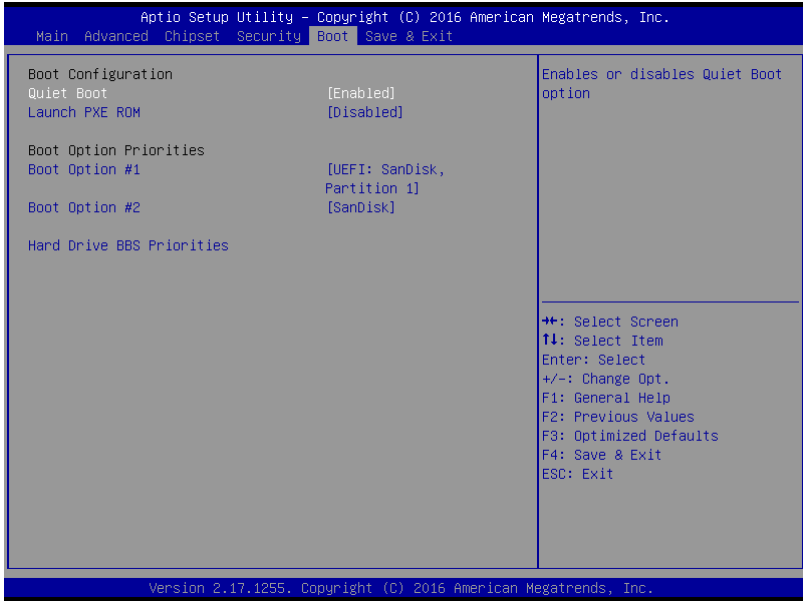 Aptio Setup Utility – Copyright (C) 2016 American Megatrends, Inc.
Main Advanced Chipset Security Boot Save & Exit
Boot Configuration
Quiet Boot [Enabled]
Launch PXE ROM [Disabled]
Boot Option Priorities
Boot Option #1 [UEFI: SanDisk,
Partition 1]
Boot Option #2 [SanDisk]
Hard Drive BBS Priorities
Enables or disables Quiet Boot
option
→←: Select Screen
↑↓: Select Item
Enter: Select
+/-: Change Opt.
F1: General Help
F2: Previous Values
F3: Optimized Defaults
F4: Save & Exit
ESC: Exit
Version 2.17.1255. Copyright (C) 2016 American Megatrends, Inc.